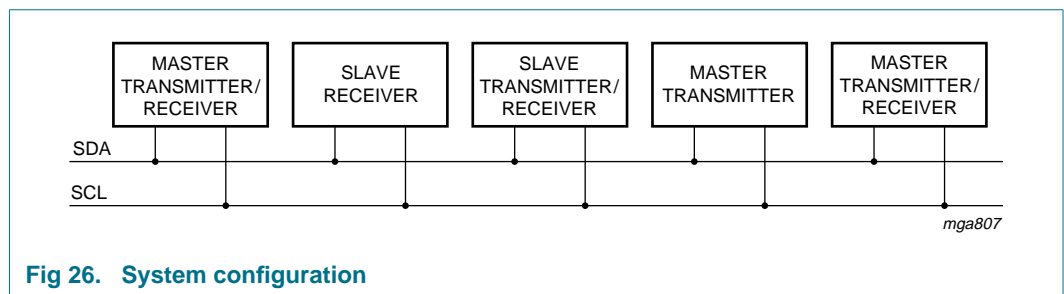 MASTER
TRANSMITTER/
RECEIVER
SLAVE
RECEIVER
SLAVE
TRANSMITTER/
RECEIVER
MASTER
TRANSMITTER
MASTER
TRANSMITTER/
RECEIVER
SDA
SCL
mga807
Fig 26. System configuration